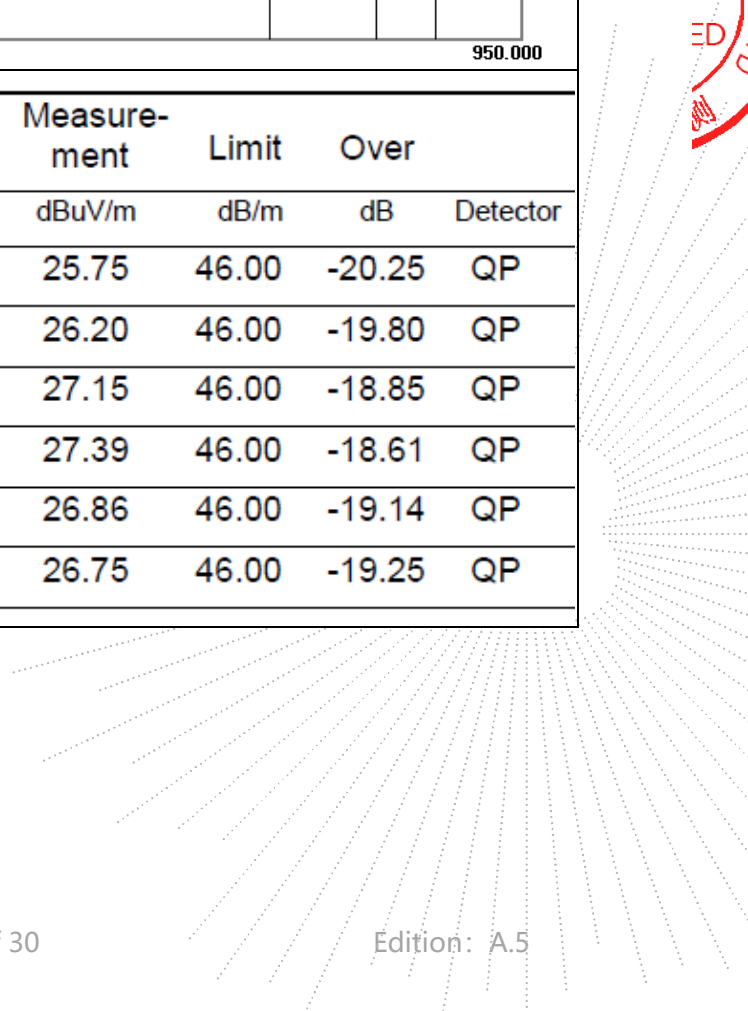 950.000
ED
测
Measure-
ment Limit Over
dBuV/m dB/m dB Detector
25.75 46.00 -20.25 QP
26.20 46.00 -19.80 QP
27.15 46.00 -18.85 QP
27.39 46.00 -18.61 QP
26.86 46.00 -19.14 QP
26.75 46.00 -19.25 QP
30 Edition: A.5